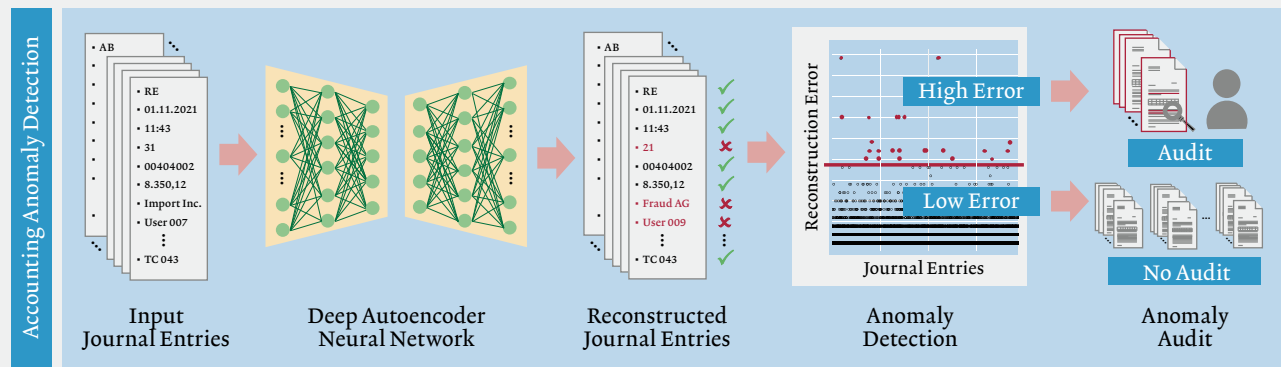 Accounting Anomaly Detection
• AB
• RE
• 01.11.2021
• 11:43
• 31
• 00404002
• 8.350,12
• Import Inc.
• User 007
• TC 043
Input
Journal Entries
Deep Autoencoder
Neural Network
• AB
• RE
• 01.11.2021
• 11:43
• 21
• 00404002
• 8.350,12
• Fraud AG
• User 009
• TC 043
Reconstructed
Journal Entries
Reconstruction Error
High Error
Low Error
Journal Entries
Anomaly
Detection
Audit
...
No Audit
Anomaly
Audit